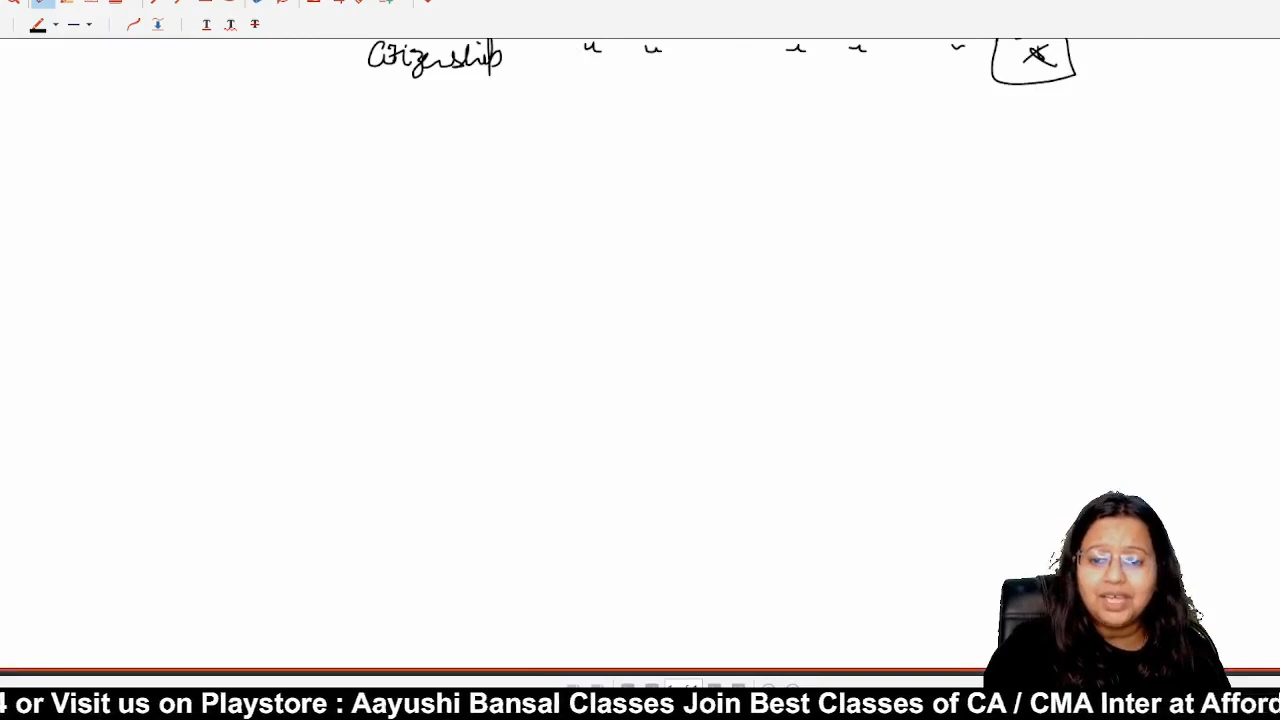 Citizenship " " " " "
4 or Visit us on Playstore : Aayushi Bansal Classes Join Best Classes of CA / CMA Inter at Afford